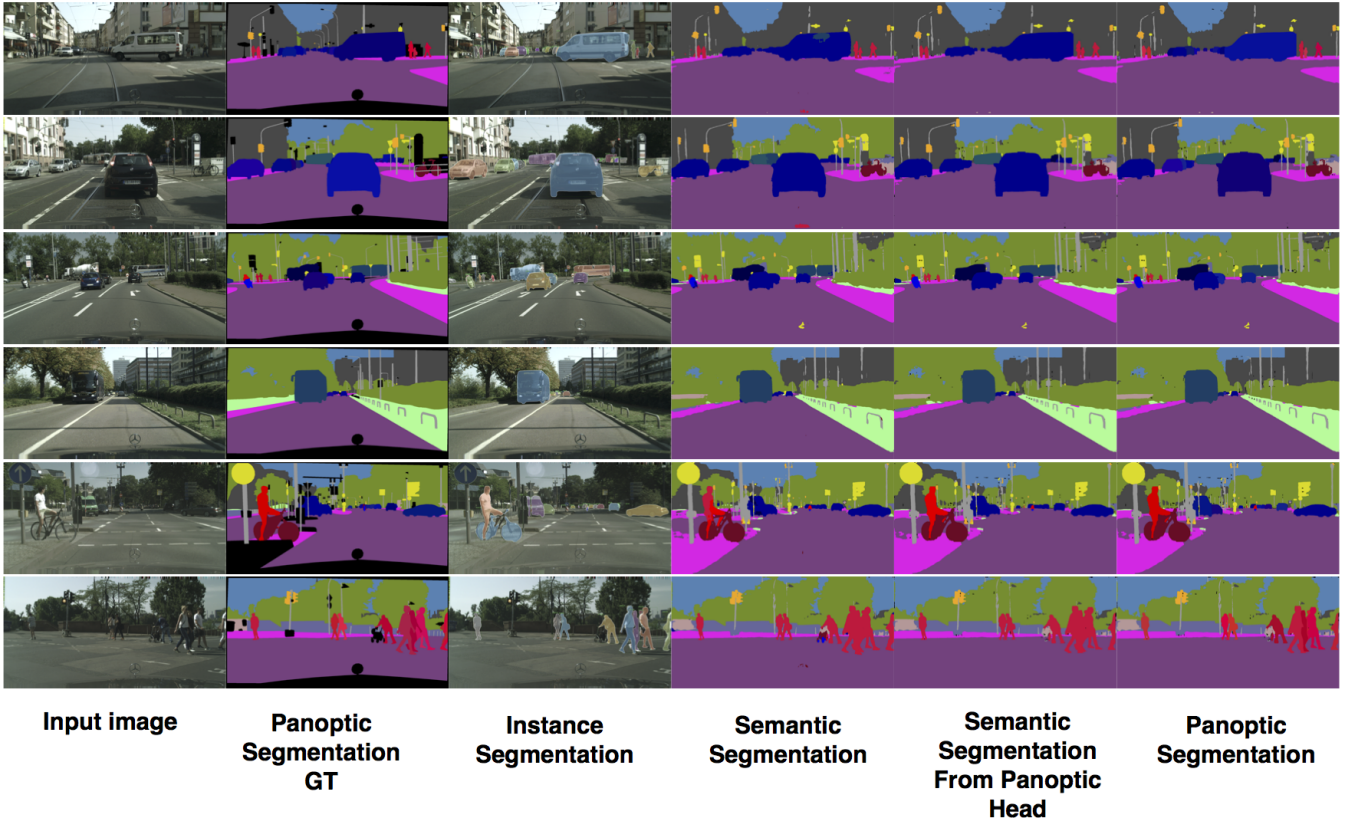 Input image
Panoptic
Segmentation
GT
Instance
Segmentation
Semantic
Segmentation
Semantic
Segmentation
From Panoptic
Head
Panoptic
Segmentation